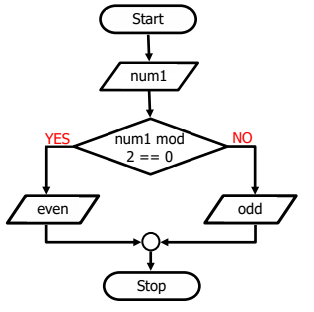 Start
num1
YES
num1 mod
2 == 0
NO
even
odd
Stop